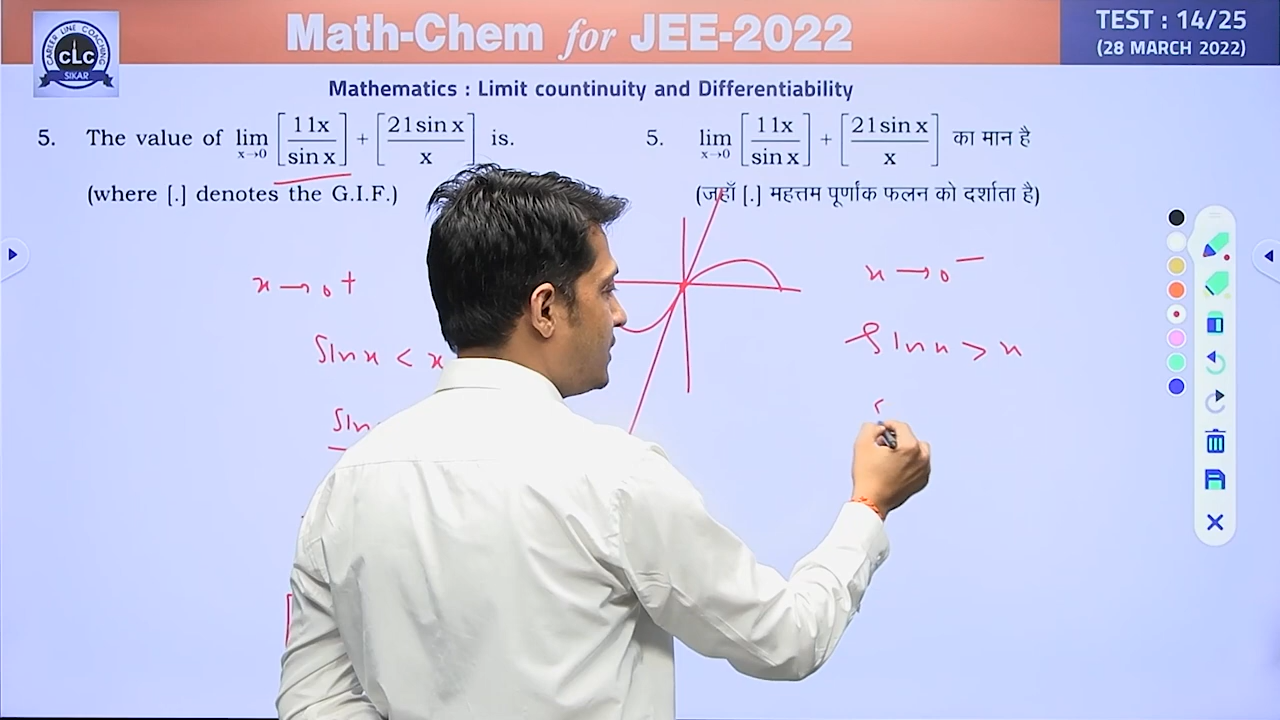 CAREER LINE COACHING
CLC
SIKAR
Math-Chem for JEE-2022
TEST : 14/25
(28 MARCH 2022)
Mathematics : Limit countinuity and Differentiability
5. The value of lim x→0 [11x/sin x] + [21 sin x/x] is.
(where [.] denotes the G.I.F.)
5. lim x→0 [11x/sin x] + [21 sin x/x] का मान है
(जहाँ [.] महत्तम पूर्णांक फलन को दर्शाता है)
x → 0+
x → 0−
sin x < x
sin x > x
sin